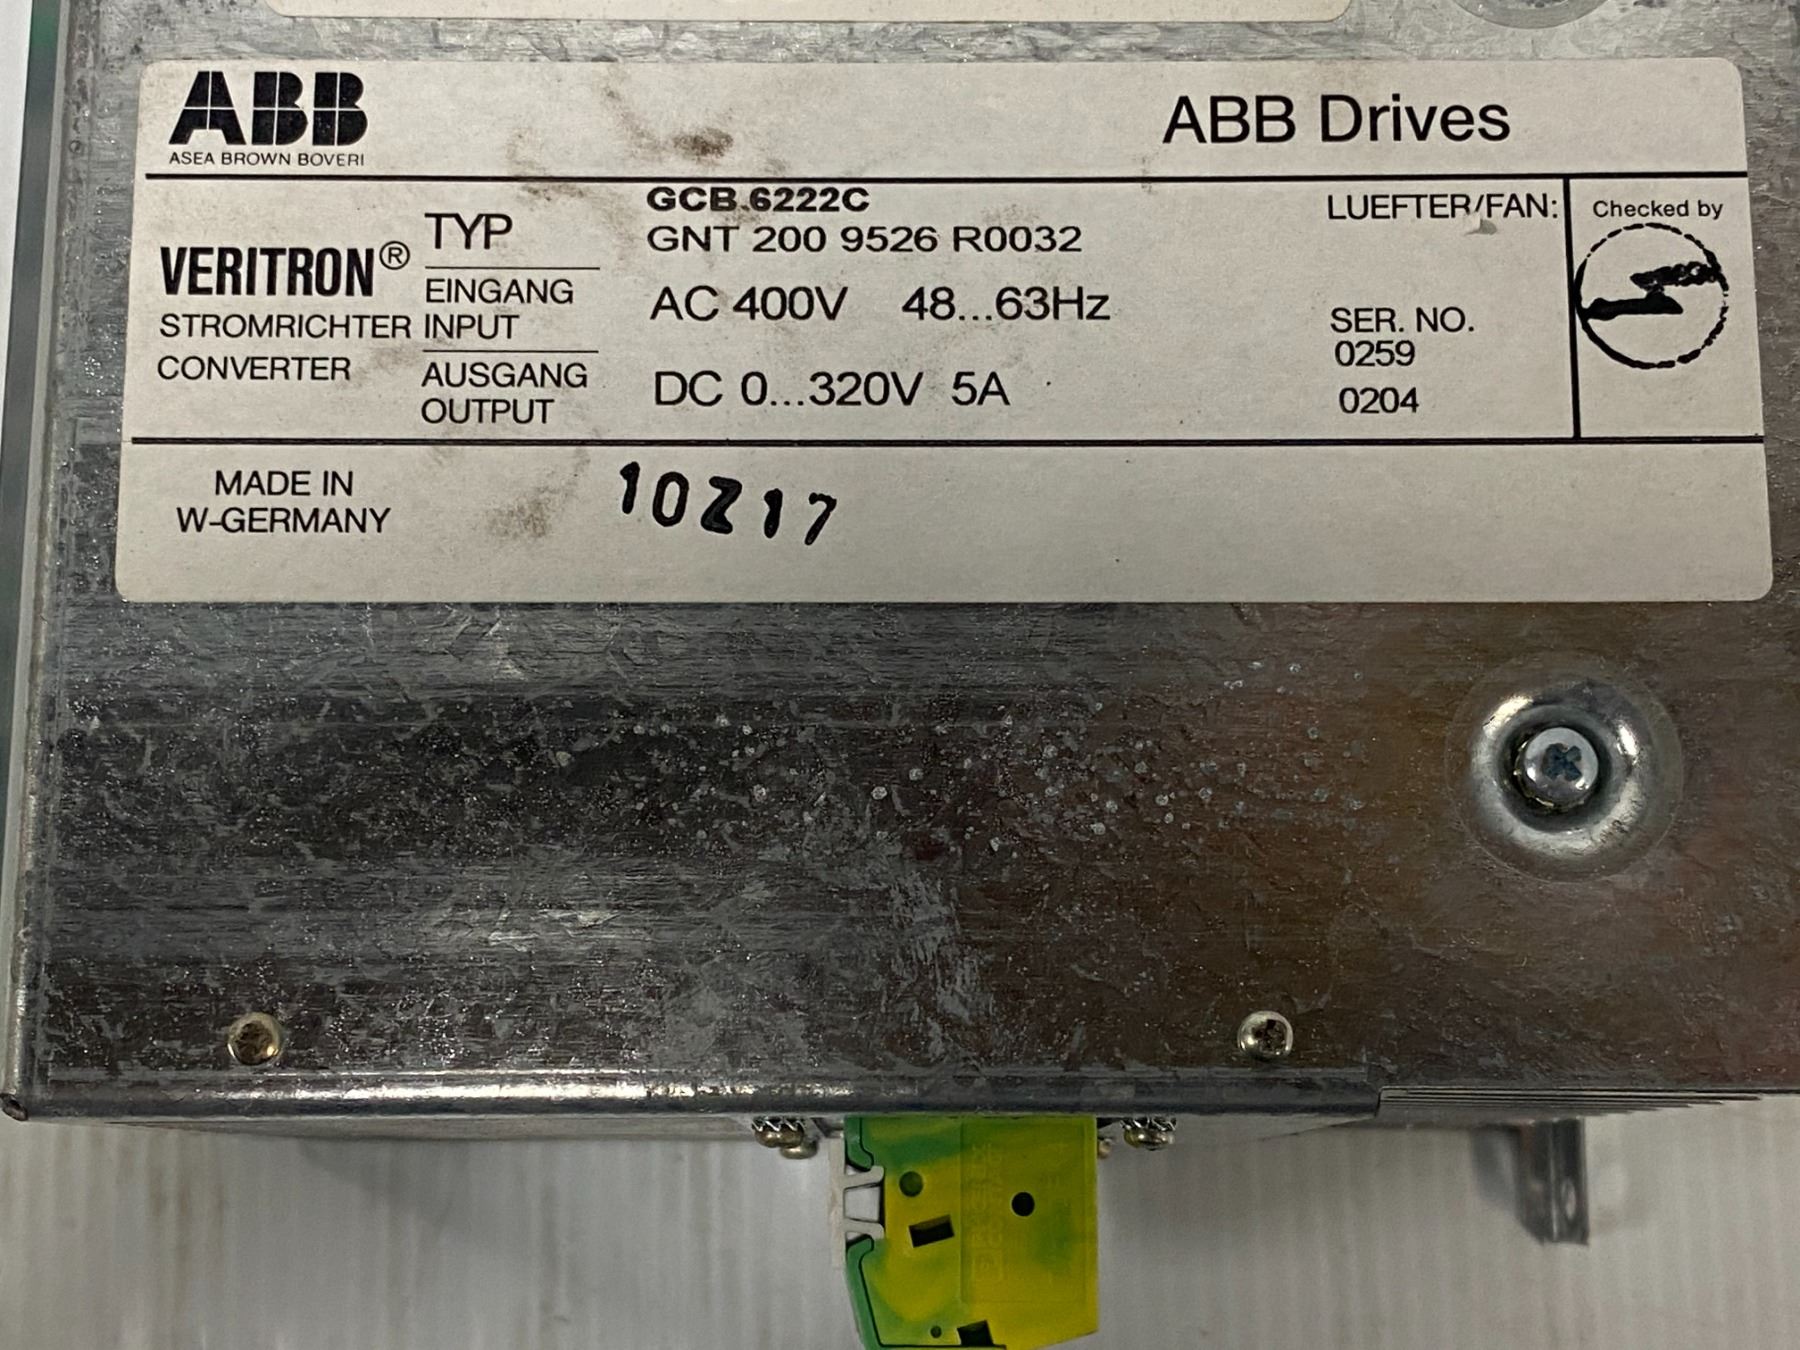 ABB
ASEA BROWN BOVERI
ABB Drives
VERITRON®
STROMRICHTER
CONVERTER
TYP
GCB.6222C
GNT 200 9526 R0032
EINGANG
INPUT
AC 400V 48...63Hz
AUSGANG
OUTPUT
DC 0...320V 5A
LUEFTER/FAN:
SER. NO.
0259
0204
Checked by
MADE IN
W-GERMANY
10Z17